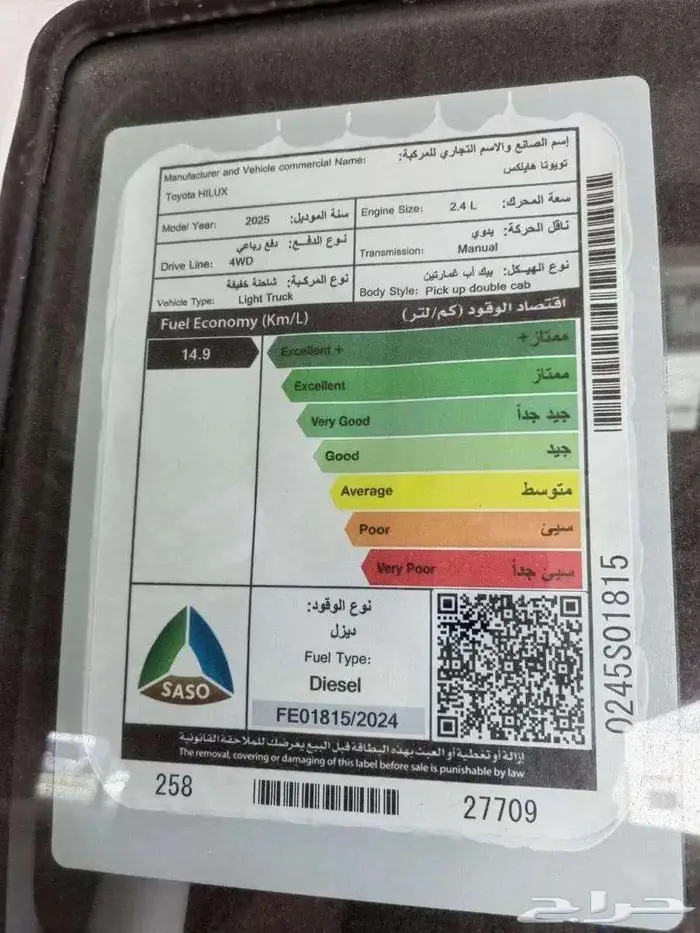 إسم الصانع والاسم التجاري للمركبة:
Manufacturer and Vehicle commercial Name:
تويوتا هايلكس
Toyota HILUX
Model Year: 2025 سنة الموديل:
Engine Size: 2.4 L سعة المحرك:
نوع الدفع: دفع رباعي
Drive Line: 4WD
ناقل الحركة: يدوي
Transmission: Manual
نوع المركبة: شاحنة خفيفة
Vehicle Type: Light Truck
نوع الهيكل: بيك أب غمارتين
Body Style: Pick up double cab
Fuel Economy (Km/L) اقتصاد الوقود (كم/لتر)
14.9
Excellent + ممتاز+
Excellent ممتاز
Very Good جيد جداً
Good جيد
Average متوسط
Poor سيئ
Very Poor سيئ جداً
SASO
نوع الوقود:
ديزل
Fuel Type:
Diesel
FE01815/2024
إزالة أو تغطية أو العبث بهذه البطاقة قبل البيع يعرضك للملاحقة القانونية
The removal, covering or damaging of this label before sale is punishable by law
258
27709
0245S01815
حراج